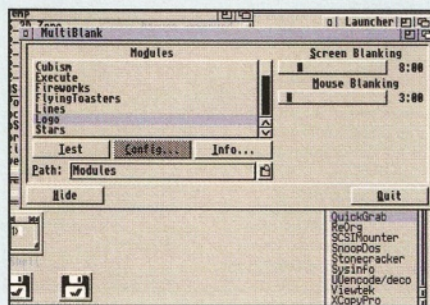 Launcher
MultiBlank
Modules
Screen Blanking
Cubism
Execute
Fireworks
FlyingToasters
Lines
Logo
Stars
8:00
Mouse Blanking
3:00
Test
Config...
Info...
Path:
Modules
Hide
Quit
QuickGrab
ReOrg
SCSIMounter
SnoopDos
Stonecracker
Sysinfo
UUencode/deco
Viewtek
XCopyPro